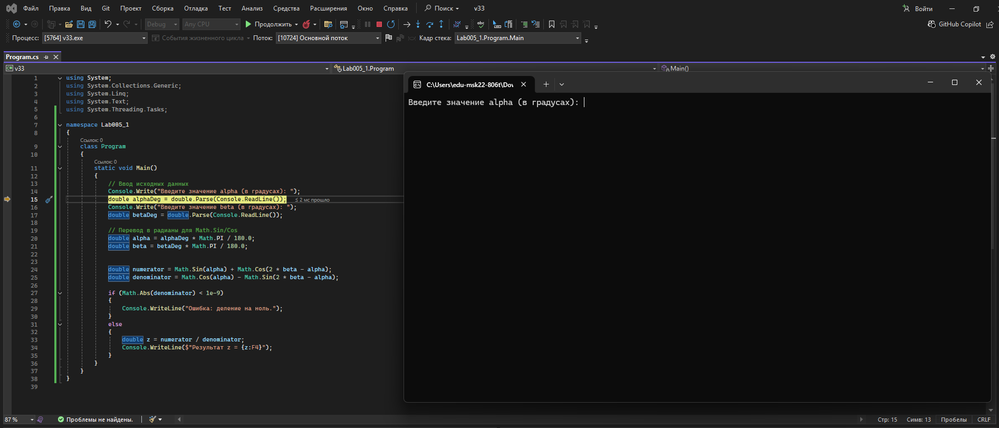 Файл Правка Вид Git Проект Сборка Отладка Тест Анализ Средства Расширения Окно Справка Поиск v33 Войти
Debug Any CPU Продолжить abc GitHub Copilot
Процесс: [5764] v33.exe События жизненного цикла Поток: [10724] Основной поток Кадр стека: Lab005_1.Program.Main
Program.cs
C# v33 Lab005_1.Program Main()
1 using System;
2 using System.Collections.Generic;
3 using System.Linq;
4 using System.Text;
5 using System.Threading.Tasks;
6
7 namespace Lab005_1
8 {
Ссылок: 0
9 class Program
10 {
Ссылок: 0
11 static void Main()
12 {
13 // Ввод исходных данных
14 Console.Write("Введите значение alpha (в градусах): ");
15 double alphaDeg = double.Parse(Console.ReadLine()); ≤ 2 мс прошло
16 Console.Write("Введите значение beta (в градусах): ");
17 double betaDeg = double.Parse(Console.ReadLine());
18
19 // Перевод в радианы для Math.Sin/Cos
20 double alpha = alphaDeg * Math.PI / 180.0;
21 double beta = betaDeg * Math.PI / 180.0;
22
23
24 double numerator = Math.Sin(alpha) + Math.Cos(2 * beta - alpha);
25 double denominator = Math.Cos(alpha) - Math.Sin(2 * beta - alpha);
26
27 if (Math.Abs(denominator) < 1e-9)
28 {
29 Console.WriteLine("Ошибка: деление на ноль.");
30 }
31 else
32 {
33 double z = numerator / denominator;
34 Console.WriteLine($"Результат z = {z:F4}");
35 }
36 }
37 }
38 }
39
C:\Users\edu-msk22-806t\Dov
Введите значение alpha (в градусах):
87 % Проблемы не найдены. Стр: 15 Симв: 13 Пробелы CRLF